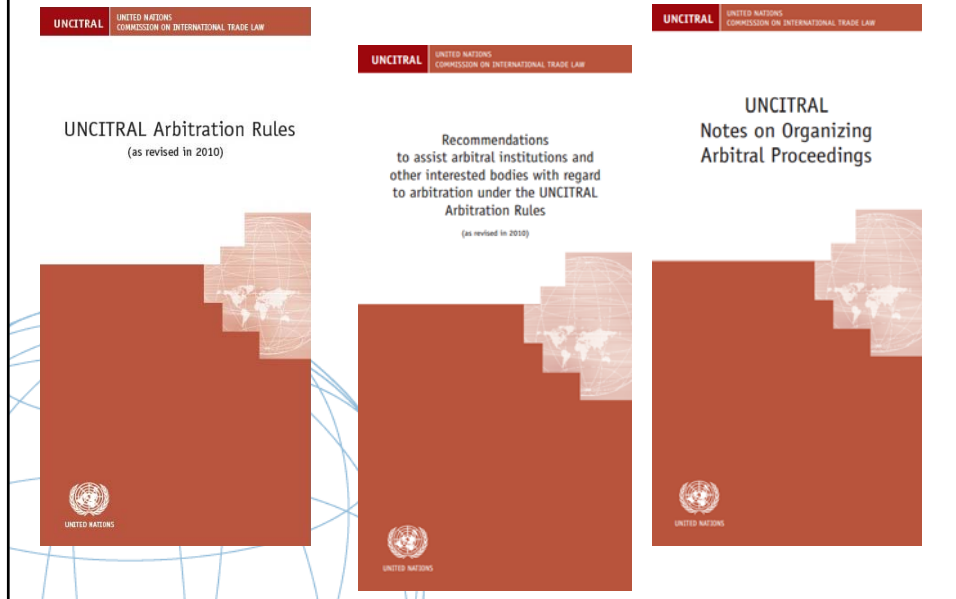 UNCITRAL
UNITED NATIONS
COMMISSION ON INTERNATIONAL TRADE LAW
UNCITRAL Arbitration Rules
(as revised in 2010)
UNITED NATIONS
UNCITRAL
UNITED NATIONS
COMMISSION ON INTERNATIONAL TRADE LAW
Recommendations
to assist arbitral institutions and
other interested bodies with regard
to arbitration under the UNCITRAL
Arbitration Rules
(as revised in 2010)
UNITED NATIONS
UNCITRAL
UNITED NATIONS
COMMISSION ON INTERNATIONAL TRADE LAW
UNCITRAL
Notes on Organizing
Arbitral Proceedings
UNITED NATIONS